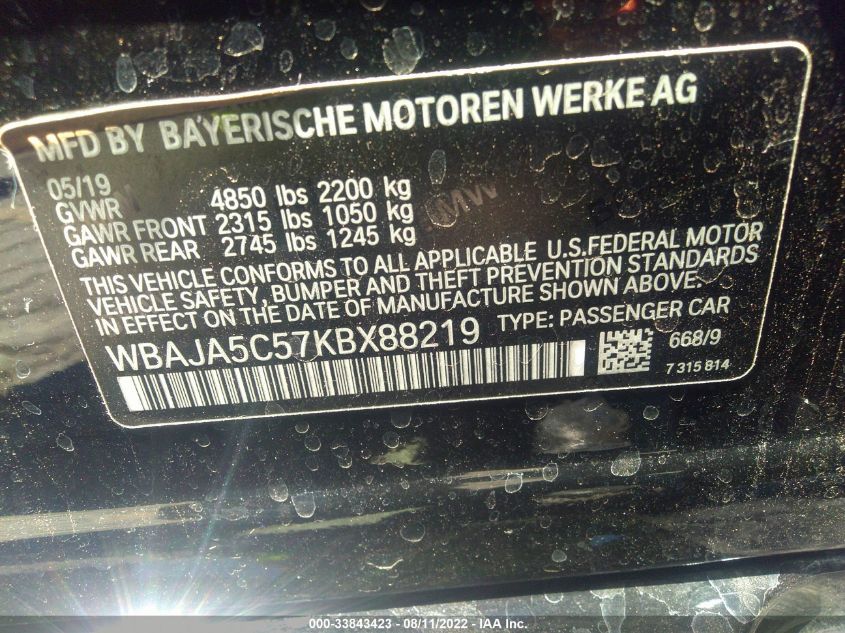 MFD BY BAYERISCHE MOTOREN WERKE AG
05/19
GVWR 4850 lbs 2200 kg
GAWR FRONT 2315 lbs 1050 kg
GAWR REAR 2745 lbs 1245 kg
THIS VEHICLE CONFORMS TO ALL APPLICABLE U.S.FEDERAL MOTOR
VEHICLE SAFETY, BUMPER AND THEFT PREVENTION STANDARDS
IN EFFECT ON THE DATE OF MANUFACTURE SHOWN ABOVE.
WBAJA5C57KBX88219 TYPE: PASSENGER CAR
668/9
7 315 814
000-33843423 - 08/11/2022 - IAA Inc.